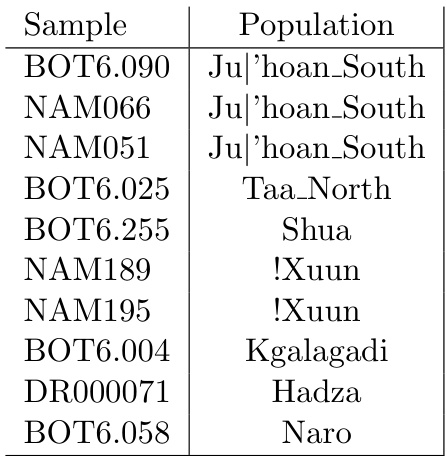 Sample Population
BOT6.090 Ju|'hoan_South
NAM066 Ju|'hoan_South
NAM051 Ju|'hoan_South
BOT6.025 Taa_North
BOT6.255 Shua
NAM189 !Xuun
NAM195 !Xuun
BOT6.004 Kgalagadi
DR000071 Hadza
BOT6.058 Naro